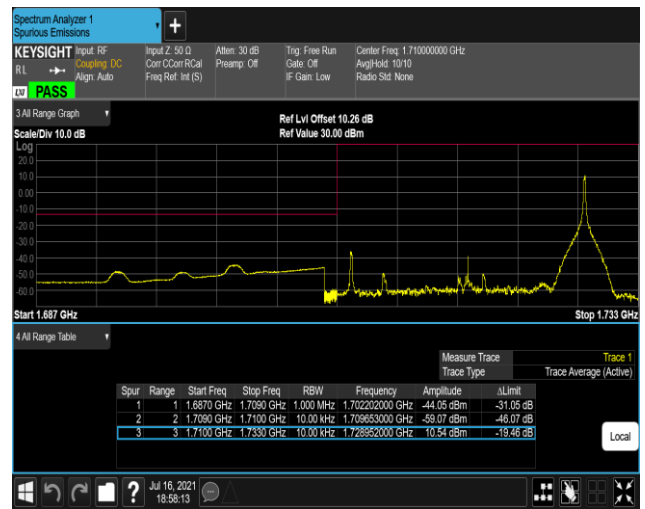 Spectrum Analyzer 1
Spurious Emissions
+
KEYSIGHT Input: RF Input Z: 50 Ω Atten: 30 dB Trig: Free Run Center Freq: 1.710000000 GHz
RL Coupling: DC Corr CCorr RCal Preamp: Off Gate: Off Avg|Hold: 10/10
Align: Auto Freq Ref: Int (S) IF Gain: Low Radio Std: None
LXI PASS
3 All Range Graph
Ref Lvl Offset 10.26 dB
Scale/Div 10.0 dB Ref Value 30.00 dBm
Log
20.0
10.0
0.00
-10.0
-20.0
-30.0
-40.0
-50.0
-60.0
Start 1.687 GHz Stop 1.733 GHz
4 All Range Table
Measure Trace Trace 1
Trace Type Trace Average (Active)
Spur Range Start Freq Stop Freq RBW Frequency Amplitude ΔLimit
1 1 1.6870 GHz 1.7090 GHz 1.000 MHz 1.702202000 GHz -44.05 dBm -31.05 dB
2 2 1.7090 GHz 1.7100 GHz 10.00 kHz 1.709653000 GHz -59.07 dBm -46.07 dB
3 3 1.7100 GHz 1.7330 GHz 10.00 kHz 1.728952000 GHz 10.54 dBm -19.46 dB
Local
? Jul 16, 2021
18:58:13